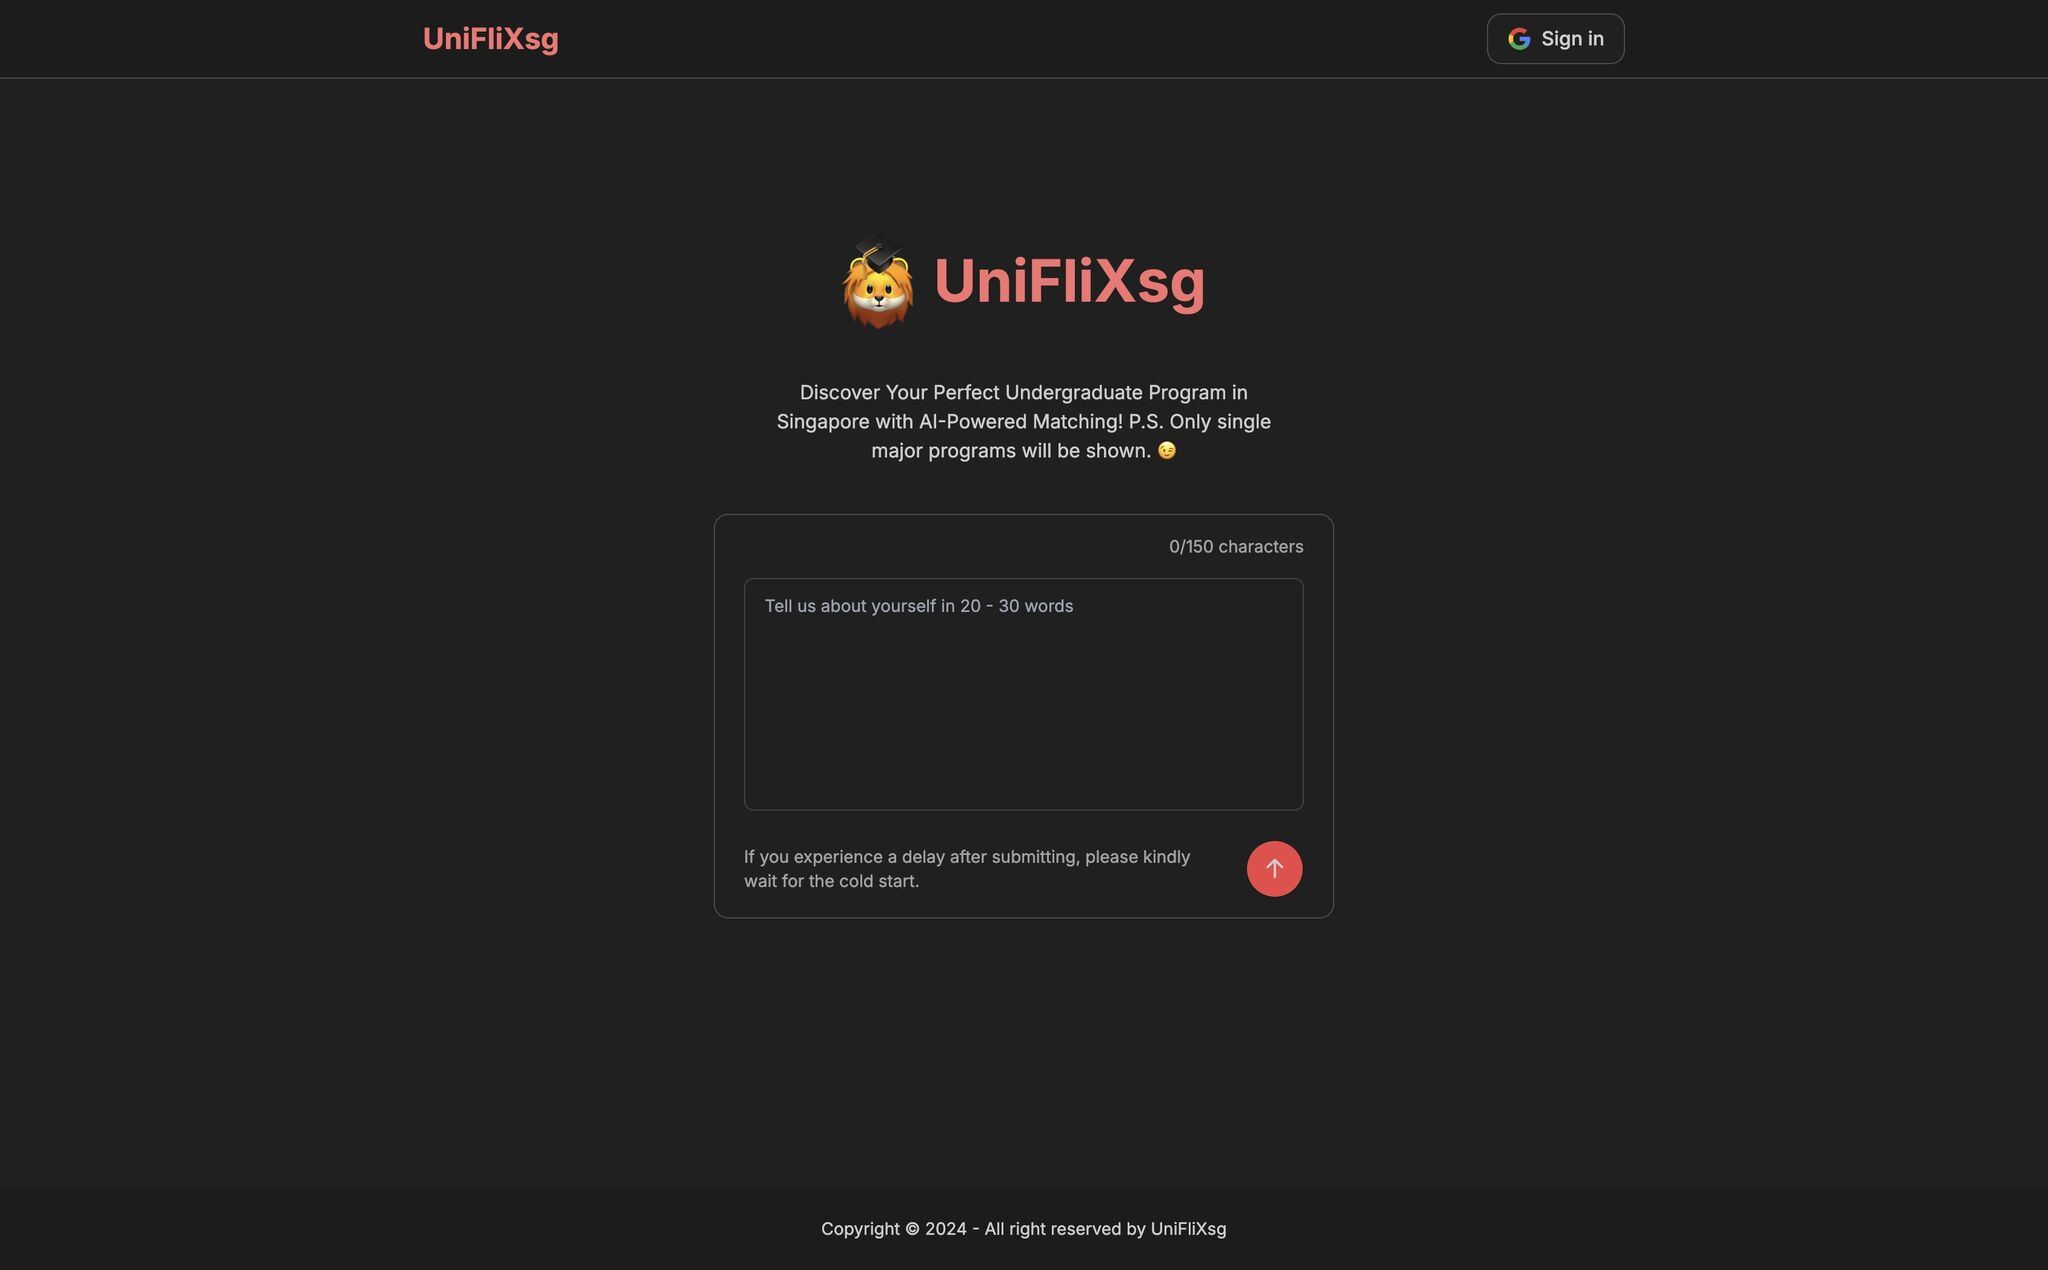 UniFliXsg
Sign in
UniFliXsg
Discover Your Perfect Undergraduate Program in
Singapore with AI-Powered Matching! P.S. Only single
major programs will be shown. 😉
0/150 characters
Tell us about yourself in 20 - 30 words
If you experience a delay after submitting, please kindly
wait for the cold start.
Copyright © 2024 - All right reserved by UniFliXsg